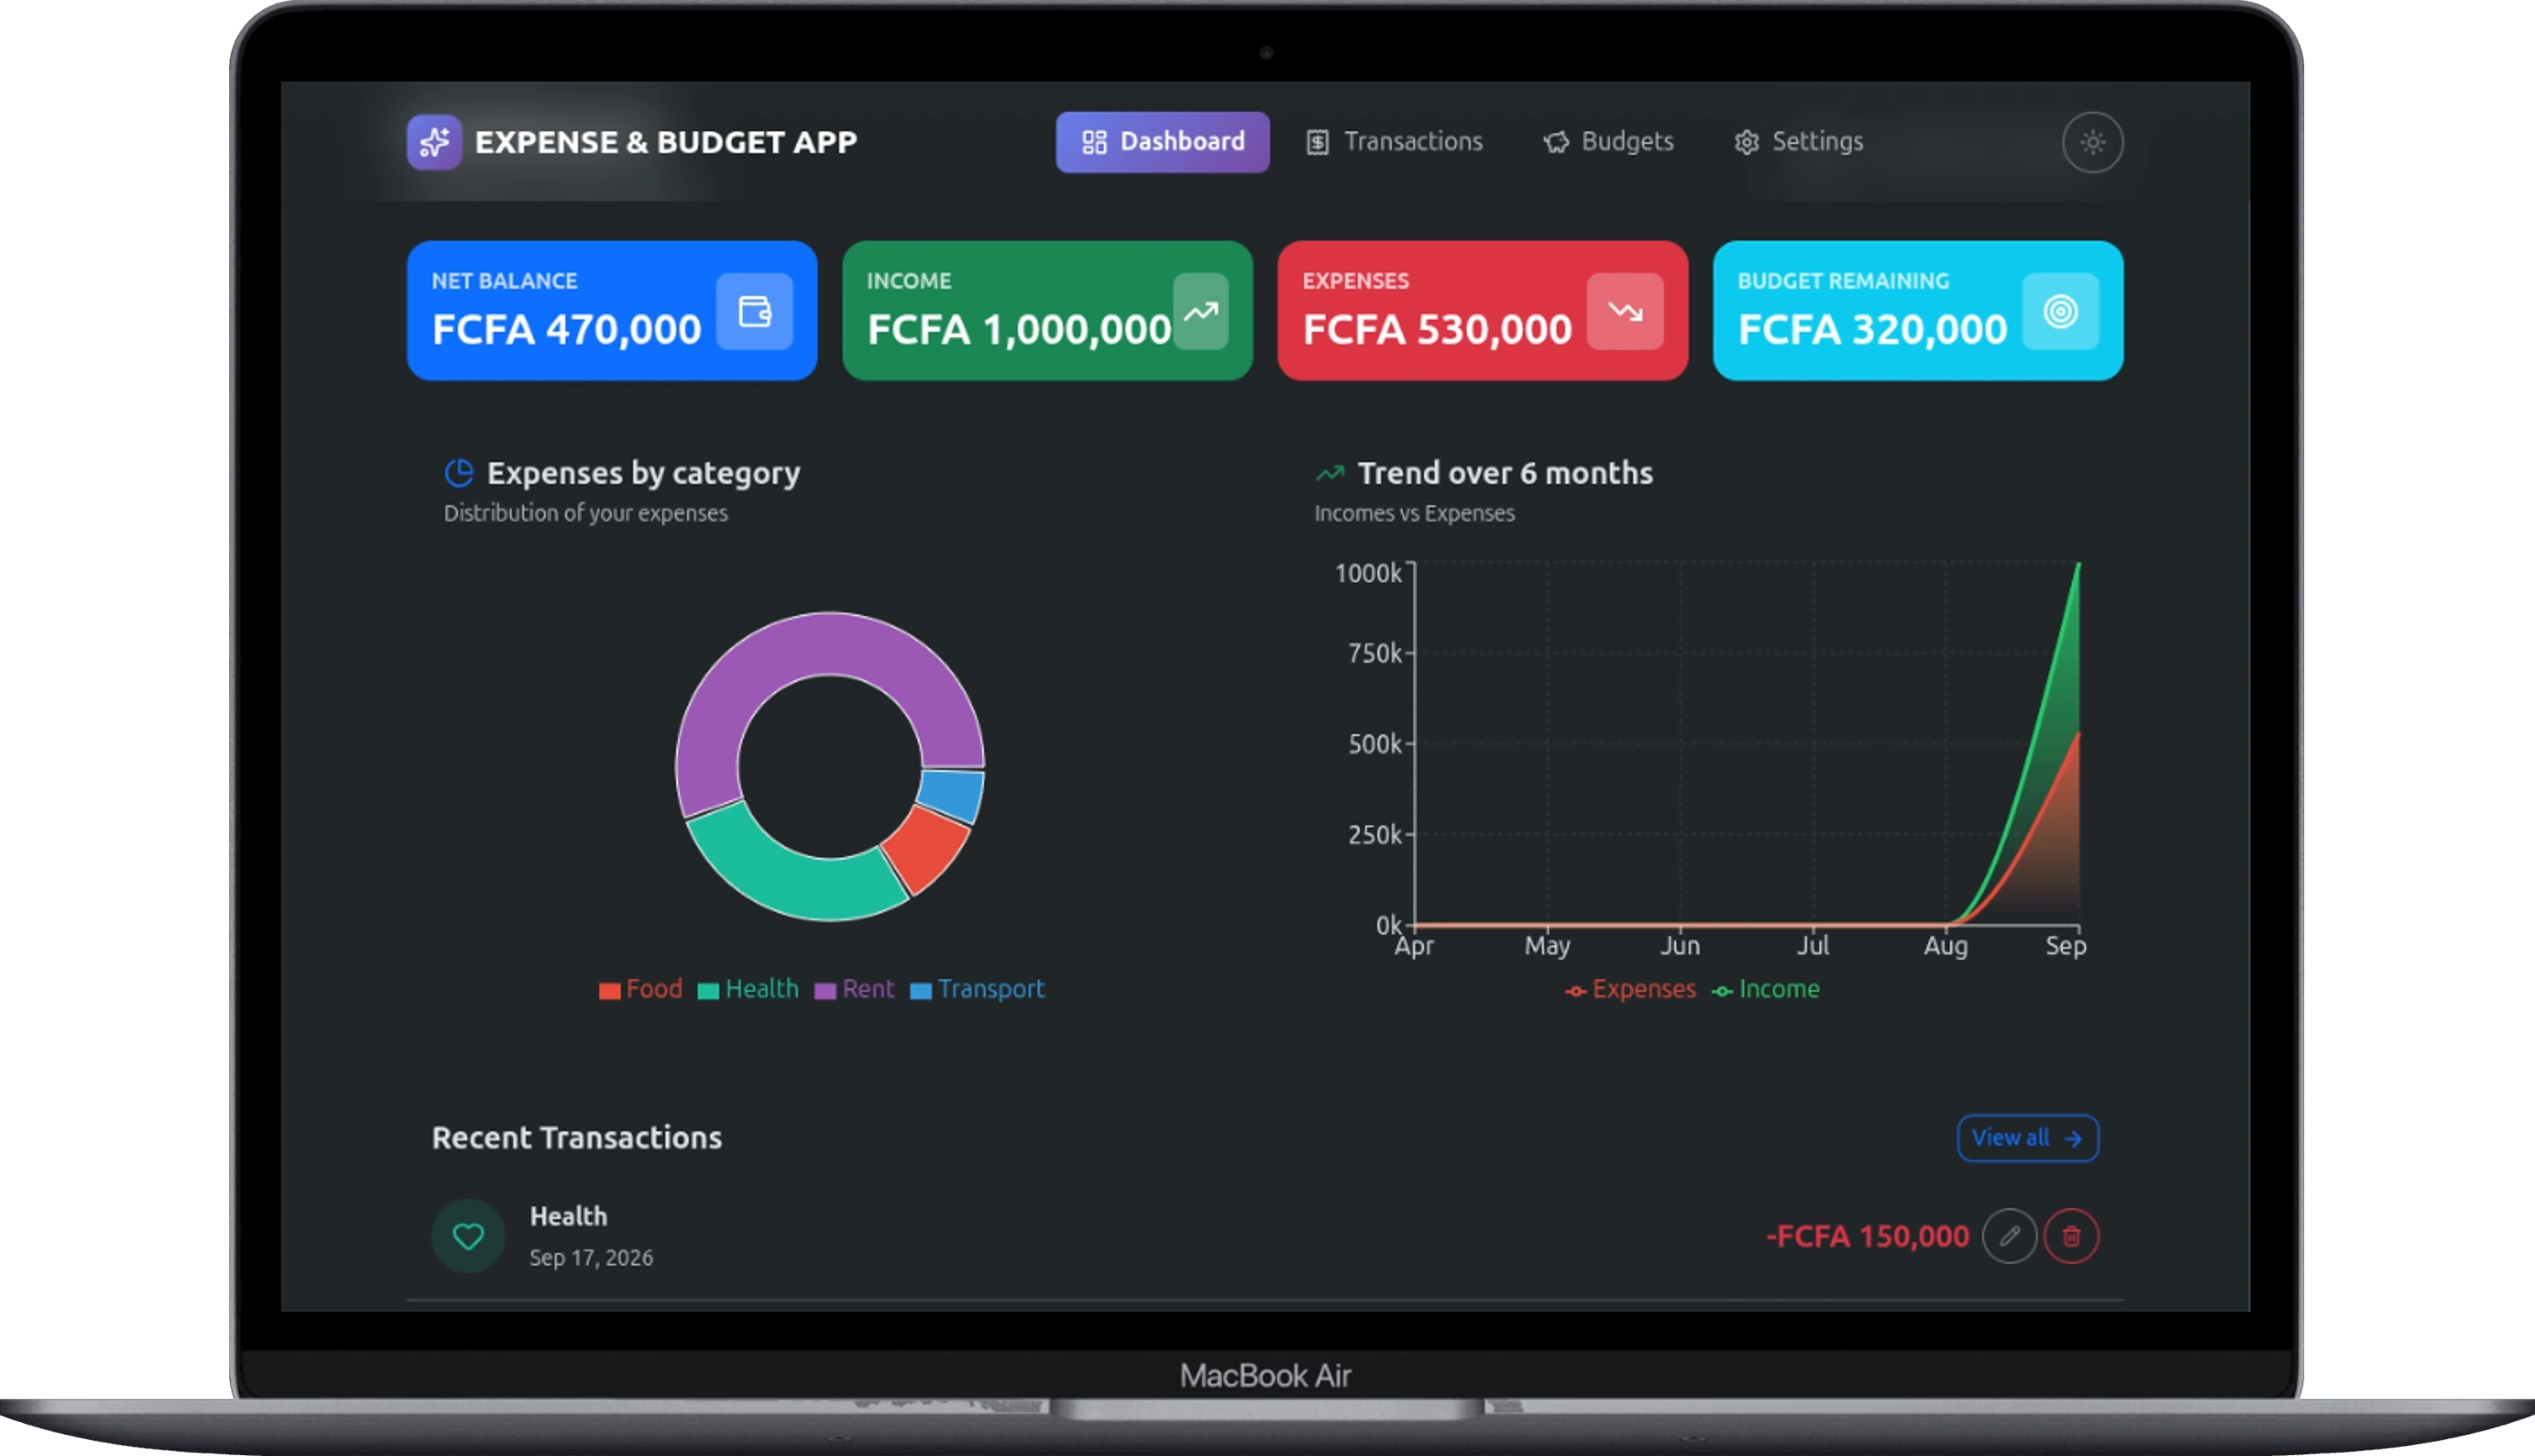 EXPENSE & BUDGET APP
Dashboard
Transactions
Budgets
Settings
NET BALANCE
FCFA 470,000
INCOME
FCFA 1,000,000
EXPENSES
FCFA 530,000
BUDGET REMAINING
FCFA 320,000
Expenses by category
Distribution of your expenses
Food
Health
Rent
Transport
Trend over 6 months
Incomes vs Expenses
1000k
750k
500k
250k
0k
Apr
May
Jun
Jul
Aug
Sep
Expenses
Income
Recent Transactions
View all
Health
Sep 17, 2026
-FCFA 150,000
MacBook Air